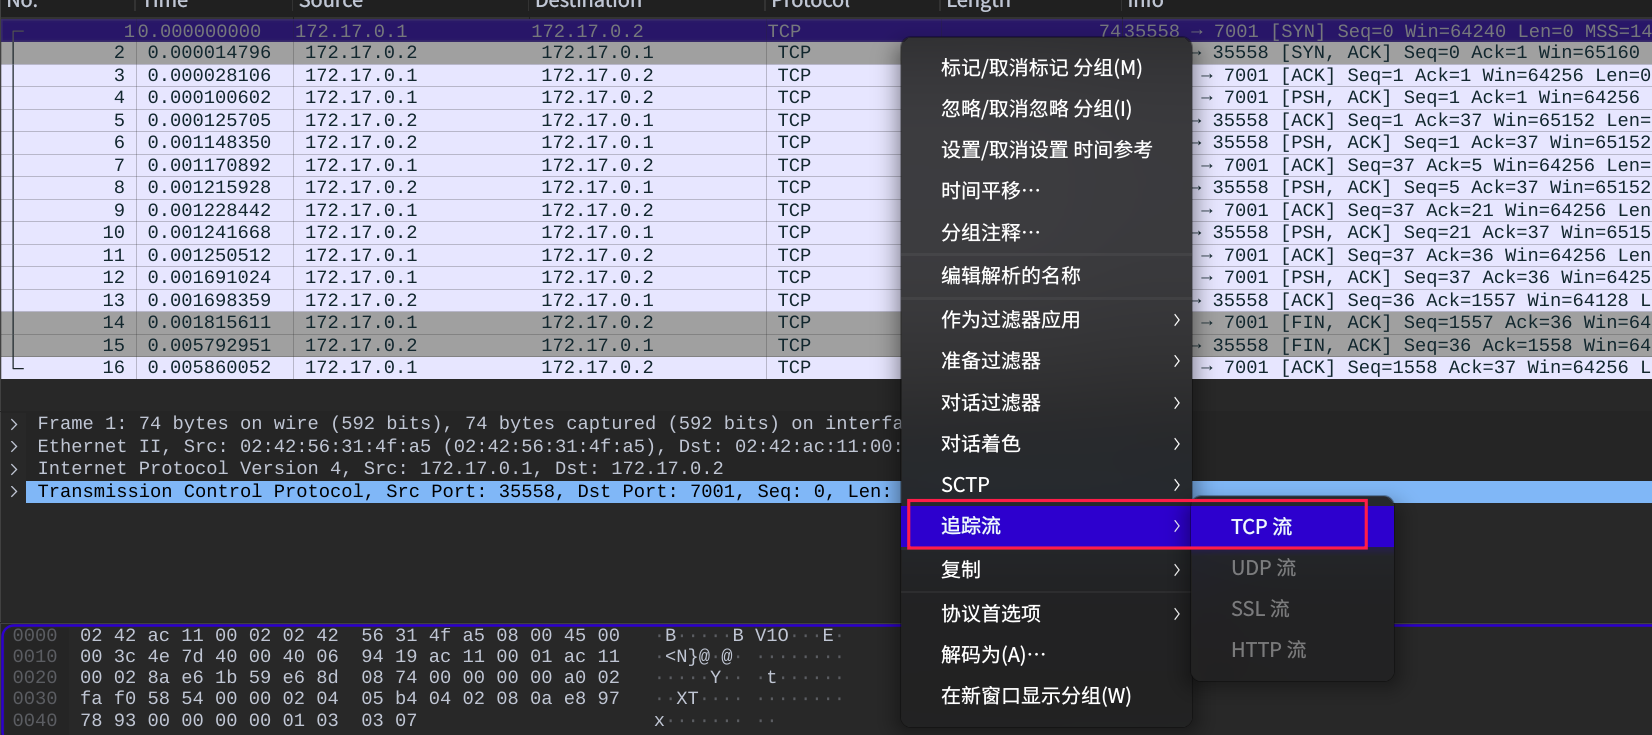 No. Time Source Destination Protocol Length Info
1 0.000000000 172.17.0.1 172.17.0.2 TCP 74 35558 → 7001 [SYN] Seq=0 Win=64240 Len=0 MSS=14
2 0.000014796 172.17.0.2 172.17.0.1 TCP → 35558 [SYN, ACK] Seq=0 Ack=1 Win=65160
3 0.000028106 172.17.0.1 172.17.0.2 TCP → 7001 [ACK] Seq=1 Ack=1 Win=64256 Len=0
4 0.000100602 172.17.0.1 172.17.0.2 TCP → 7001 [PSH, ACK] Seq=1 Ack=1 Win=64256
5 0.000125705 172.17.0.2 172.17.0.1 TCP → 35558 [ACK] Seq=1 Ack=37 Win=65152 Len=
6 0.001148350 172.17.0.2 172.17.0.1 TCP → 35558 [PSH, ACK] Seq=1 Ack=37 Win=65152
7 0.001170892 172.17.0.1 172.17.0.2 TCP → 7001 [ACK] Seq=37 Ack=5 Win=64256 Len=
8 0.001215928 172.17.0.2 172.17.0.1 TCP → 35558 [PSH, ACK] Seq=5 Ack=37 Win=65152
9 0.001228442 172.17.0.1 172.17.0.2 TCP → 7001 [ACK] Seq=37 Ack=21 Win=64256 Len
10 0.001241668 172.17.0.2 172.17.0.1 TCP → 35558 [PSH, ACK] Seq=21 Ack=37 Win=6515
11 0.001250512 172.17.0.1 172.17.0.2 TCP → 7001 [ACK] Seq=37 Ack=36 Win=64256 Len
12 0.001691024 172.17.0.1 172.17.0.2 TCP → 7001 [PSH, ACK] Seq=37 Ack=36 Win=6425
13 0.001698359 172.17.0.2 172.17.0.1 TCP → 35558 [ACK] Seq=36 Ack=1557 Win=64128 L
14 0.001815611 172.17.0.1 172.17.0.2 TCP → 7001 [FIN, ACK] Seq=1557 Ack=36 Win=64
15 0.005792951 172.17.0.2 172.17.0.1 TCP → 35558 [FIN, ACK] Seq=36 Ack=1558 Win=64
16 0.005860052 172.17.0.1 172.17.0.2 TCP → 7001 [ACK] Seq=1558 Ack=37 Win=64256 L
标记/取消标记 分组(M)
忽略/取消忽略 分组(I)
设置/取消设置 时间参考
时间平移…
分组注释…
编辑解析的名称
作为过滤器应用
准备过滤器
对话过滤器
对话着色
SCTP
追踪流
复制
协议首选项
解码为(A)…
在新窗口显示分组(W)
TCP 流
UDP 流
SSL 流
HTTP 流
Frame 1: 74 bytes on wire (592 bits), 74 bytes captured (592 bits) on interfa
Ethernet II, Src: 02:42:56:31:4f:a5 (02:42:56:31:4f:a5), Dst: 02:42:ac:11:00:
Internet Protocol Version 4, Src: 172.17.0.1, Dst: 172.17.0.2
Transmission Control Protocol, Src Port: 35558, Dst Port: 7001, Seq: 0, Len:
0000 02 42 ac 11 00 02 02 42 56 31 4f a5 08 00 45 00 ·B·····B V1O···E·
0010 00 3c 4e 7d 40 00 40 06 94 19 ac 11 00 01 ac 11 ·<N}@·@· ········
0020 00 02 8a e6 1b 59 e6 8d 08 74 00 00 00 00 a0 02 ·····Y·· ·t······
0030 fa f0 58 54 00 00 02 04 05 b4 04 02 08 0a e8 97 ··XT···· ········
0040 78 93 00 00 00 00 01 03 03 07 x······· ··